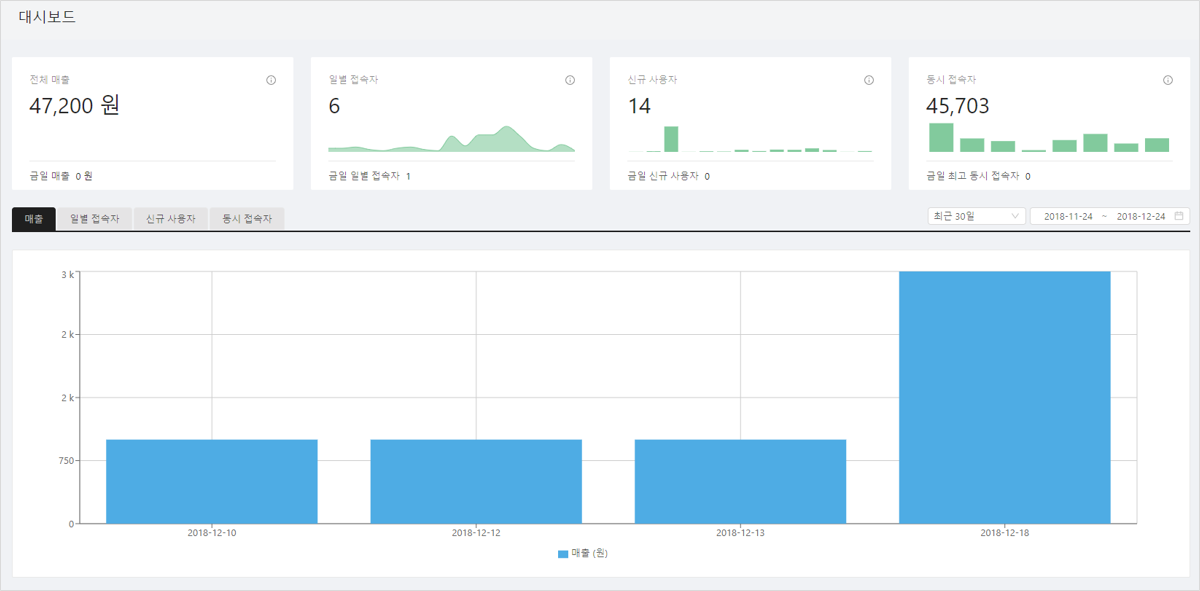 대시보드
전체 매출
47,200 원
금일 매출 0 원
일별 접속자
6
금일 일별 접속자 1
신규 사용자
14
금일 신규 사용자 0
동시 접속자
45,703
금일 최고 동시 접속자 0
매출 일별 접속자 신규 사용자 동시 접속자
최근 30일 2018-11-24 ~ 2018-12-24
3 k
2 k
2 k
750
0
2018-12-10 2018-12-12 2018-12-13 2018-12-18
매출 (원)